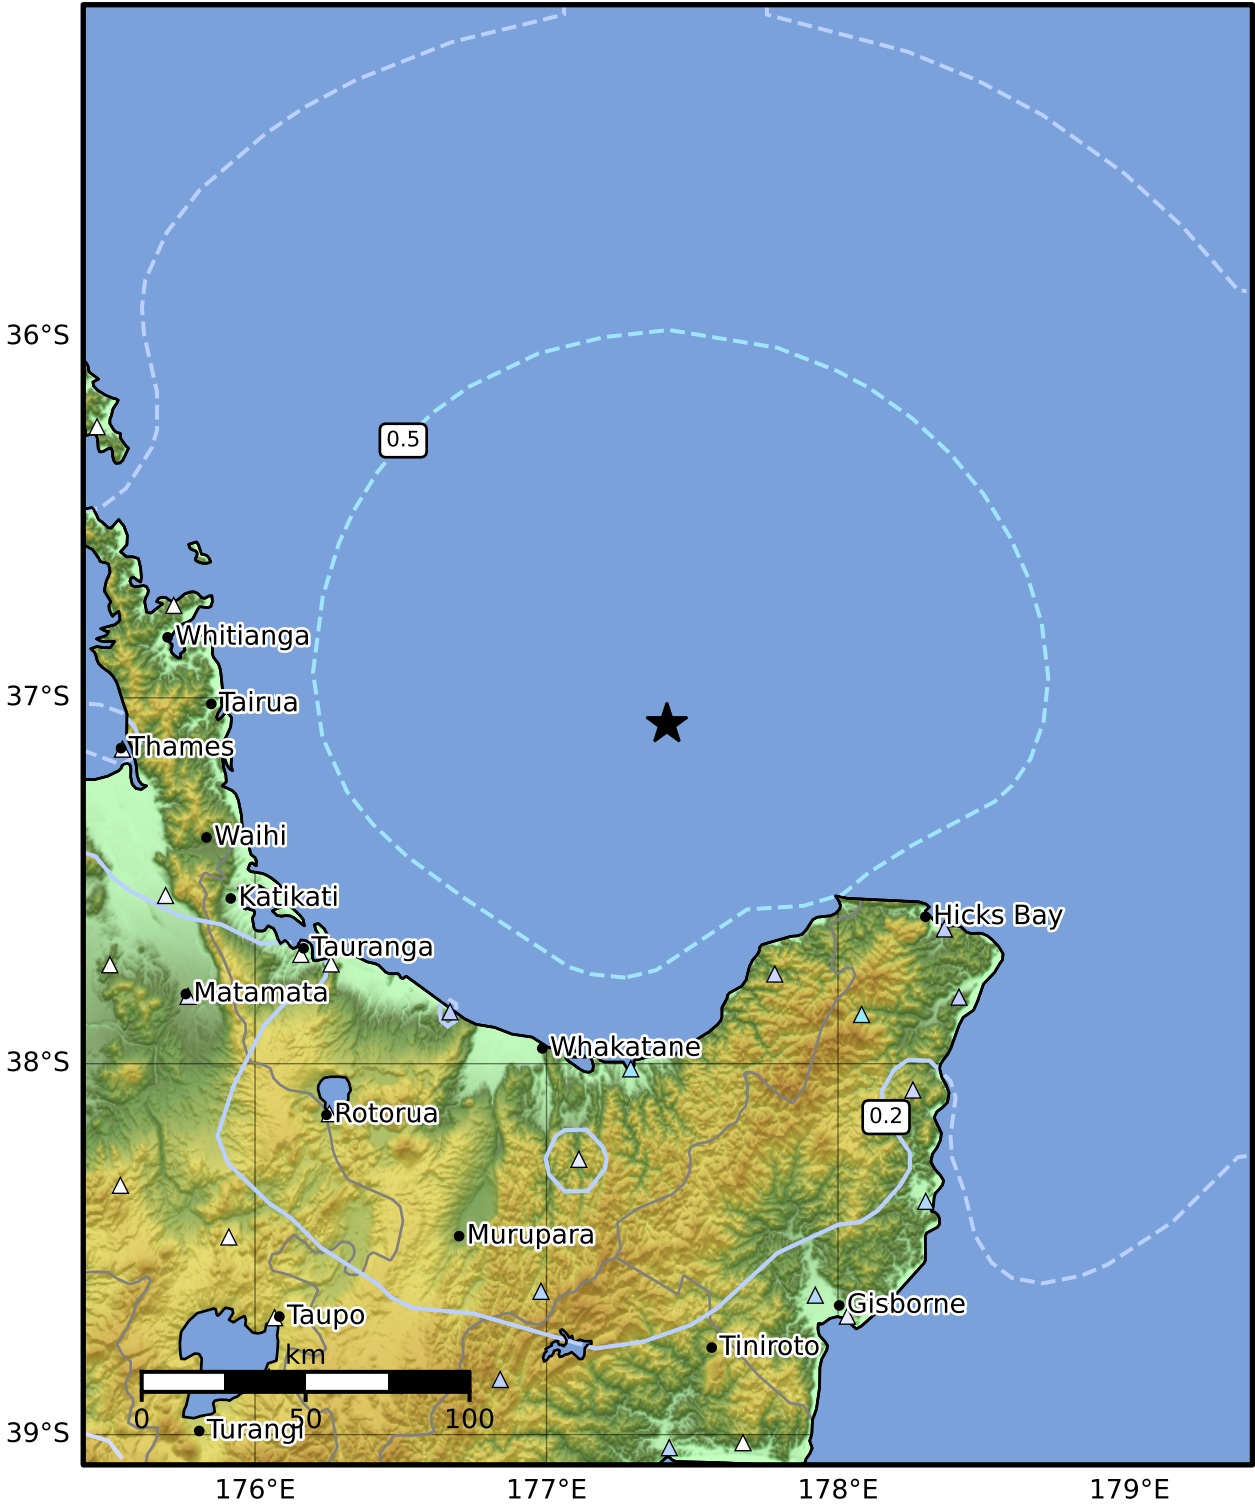 36°S
0.5
Whitianga
37°S
Tairua
Thames
Waihi
Katikati
Hicks Bay
Tauranga
Matamata
Whakatane
38°S
Rotorua
0.2
Murupara
Gisborne
Taupo
Tiniroto
km
0 50 100
Turangi
39°S
176°E 177°E 178°E 179°E